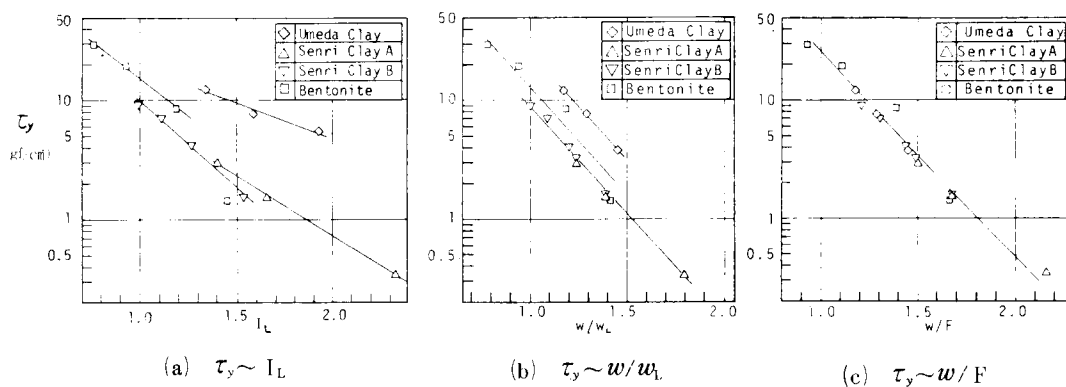 50
10
5
1
0.5
τy
gf/cm)
◇ Umeda Clay
△ Senri Clay A
▽ Senri Clay B
□ Bentonite
1.0 1.5 2.0
IL
(a) τy~ IL
50
10
5
1
0.5
◇ Umeda Clay
△ SenriClayA
▽ SenriClayB
□ Bentonite
1.0 1.5 2.0
w/wL
(b) τy~ w/wL
50
10
5
1
0.5
◇ Umeda Clay
△ SenriClayA
▽ SenriClayB
□ Bentonite
1.0 1.5 2.0
w/F
(c) τy~ w/F